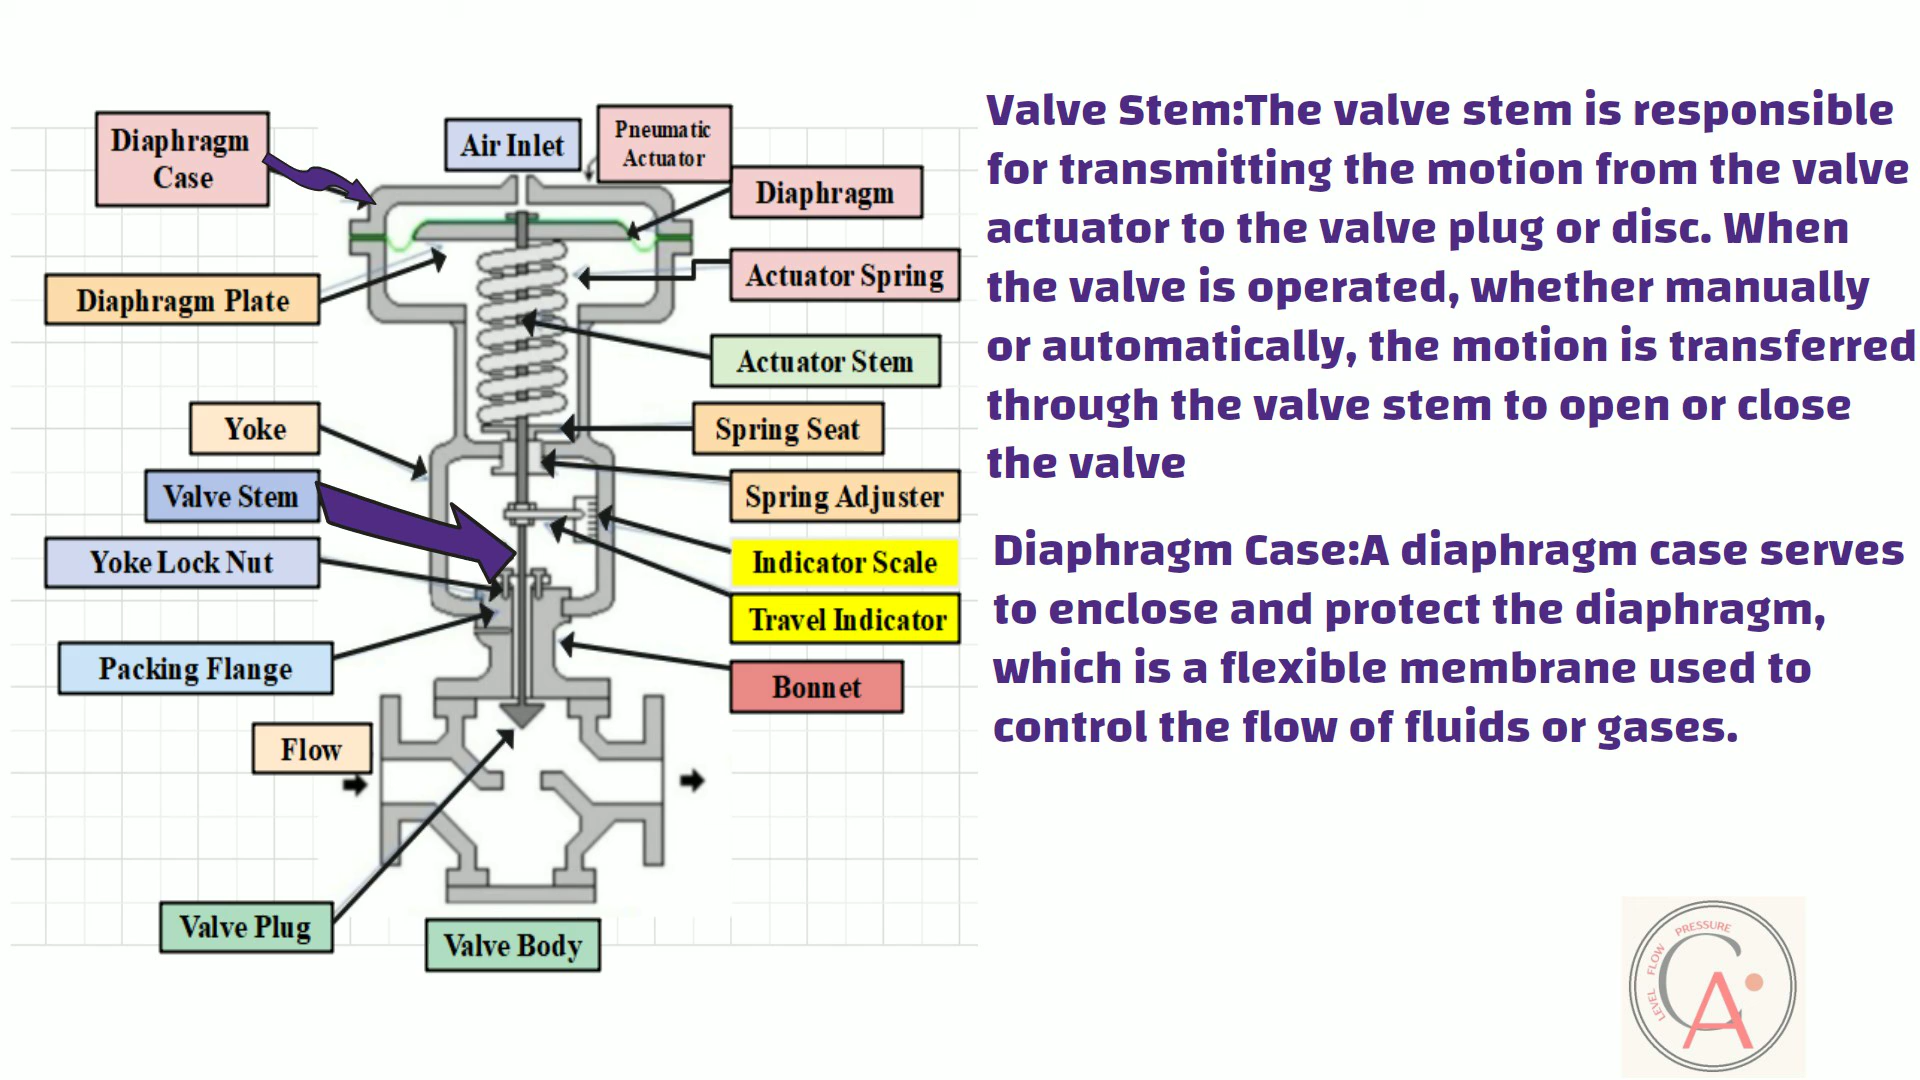 Diaphragm
Case
Air Inlet
Pneumatic
Actuator
Diaphragm
Diaphragm Plate
Actuator Spring
Actuator Stem
Yoke
Spring Seat
Valve Stem
Spring Adjuster
Yoke Lock Nut
Indicator Scale
Travel Indicator
Packing Flange
Bonnet
Flow
Valve Plug
Valve Body
Valve Stem:The valve stem is responsible
for transmitting the motion from the valve
actuator to the valve plug or disc. When
the valve is operated, whether manually
or automatically, the motion is transferred
through the valve stem to open or close
the valve
Diaphragm Case:A diaphragm case serves
to enclose and protect the diaphragm,
which is a flexible membrane used to
control the flow of fluids or gases.
LEVEL FLOW PRESSURE
CA